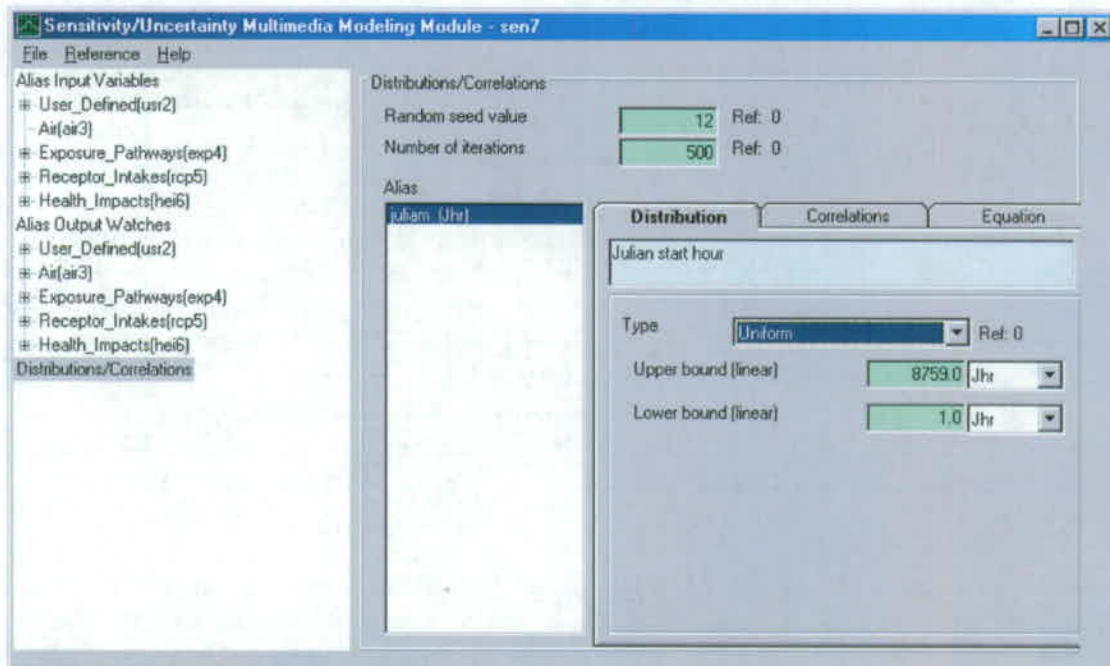 Sensitivity/Uncertainty Multimedia Modeling Module - sen7
File Reference Help
Alias Input Variables
User_Defined(usr2)
Air(air3)
Exposure_Pathways(exp4)
Receptor_Intakes(rcp5)
Health_Impacts(hei6)
Alias Output Watches
User_Defined(usr2)
Air(air3)
Exposure_Pathways(exp4)
Receptor_Intakes(rcp5)
Health_Impacts(hei6)
Distributions/Correlations
Distributions/Correlations
Random seed value 12 Ref: 0
Number of iterations 500 Ref: 0
Alias
juliam (Jhr)
Distribution Correlations Equation
Julian start hour
Type Uniform Ref: 0
Upper bound (linear) 8759.0 Jhr
Lower bound (linear) 1.0 Jhr